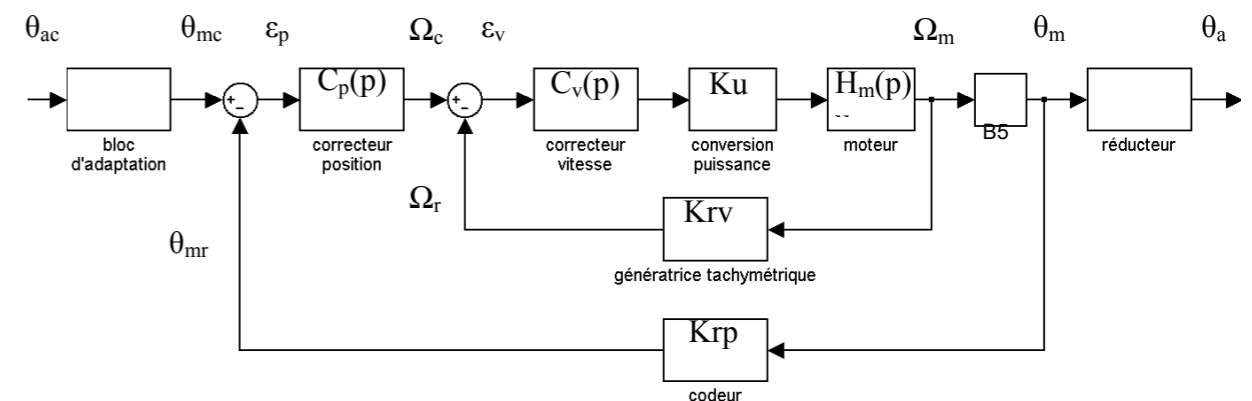 θac θmc εp Ωc εv Ωm θm θa
+ - + -
Cp(p) Cv(p) Ku Hm(p)
B5
bloc
d'adaptation
correcteur
position
correcteur
vitesse
conversion
puissance
moteur
réducteur
Ωr
Krv
génératrice tachymétrique
θmr
Krp
codeur